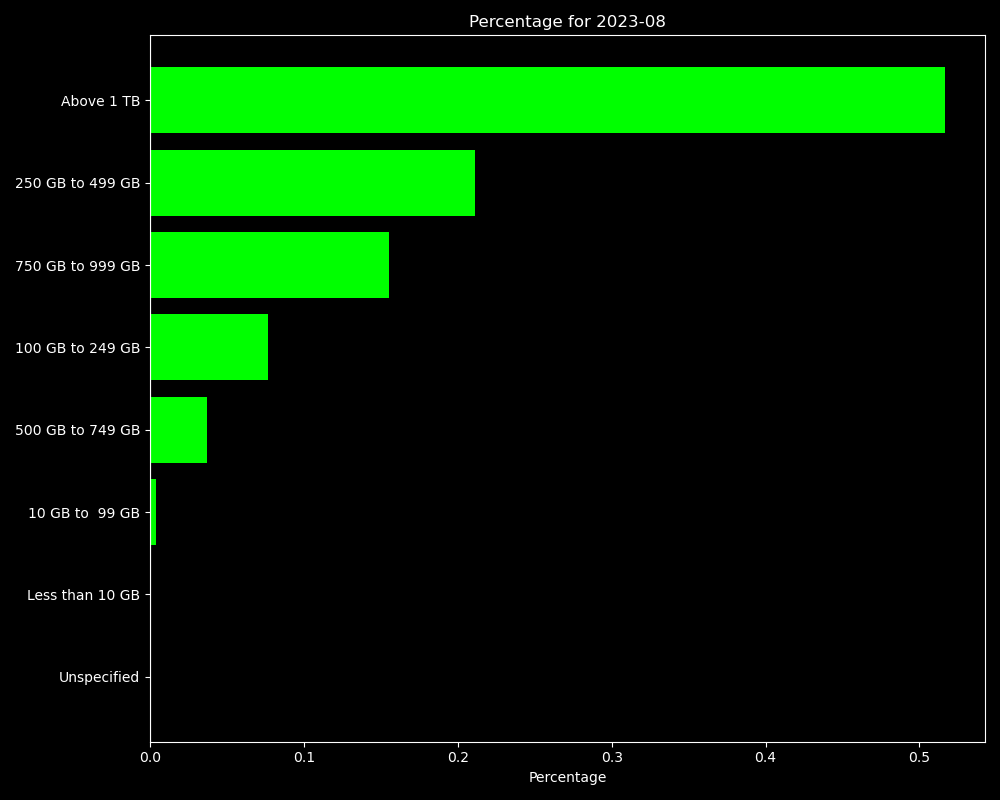 Percentage for 2023-08
Above 1 TB
250 GB to 499 GB
750 GB to 999 GB
100 GB to 249 GB
500 GB to 749 GB
10 GB to  99 GB
Less than 10 GB
Unspecified
0.0 0.1 0.2 0.3 0.4 0.5
Percentage